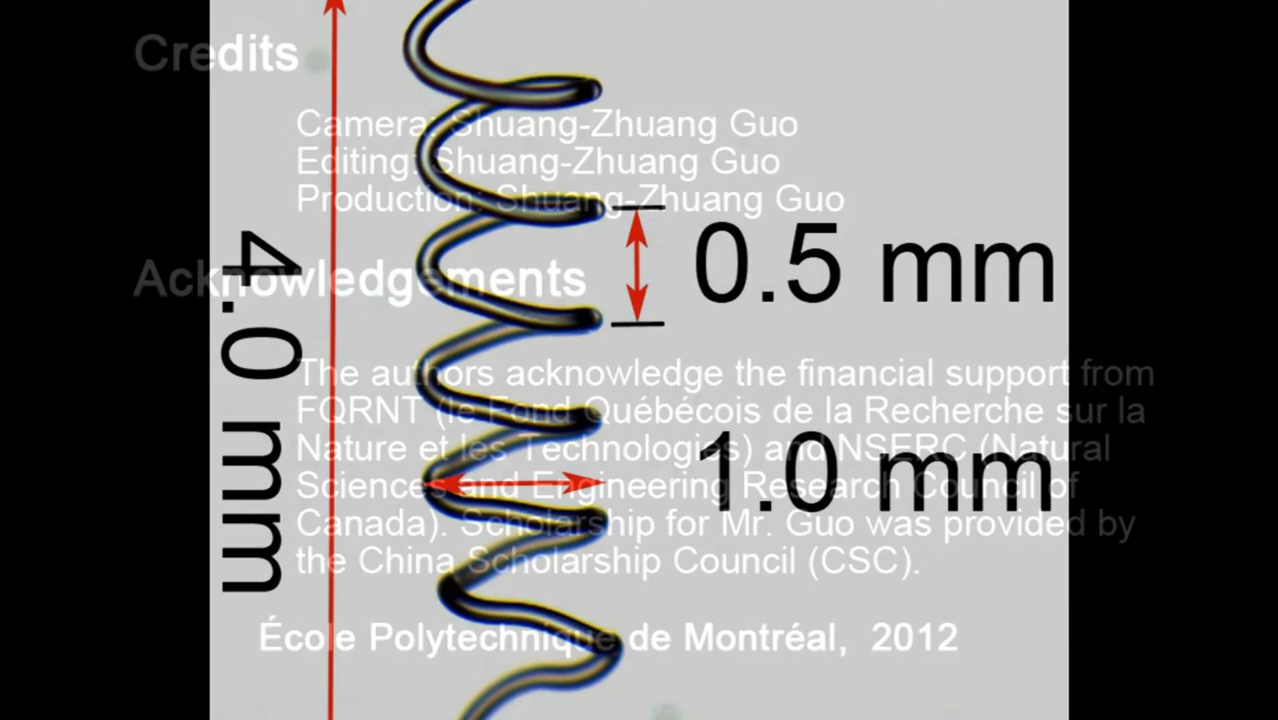 Credits
Camera: Shuang-Zhuang Guo
Editing: Shuang-Zhuang Guo
Production: Shuang-Zhuang Guo
0.5 mm
4.0 mm
Acknowledgements
The authors acknowledge the financial support from
FQRNT (le Fond Québécois de la Recherche sur la
Nature et les Technologies) and NSERC (Natural
Sciences and Engineering Research Council of
Canada). Scholarship for Mr. Guo was provided by
the China Scholarship Council (CSC).
1.0 mm
École Polytechnique de Montréal, 2012